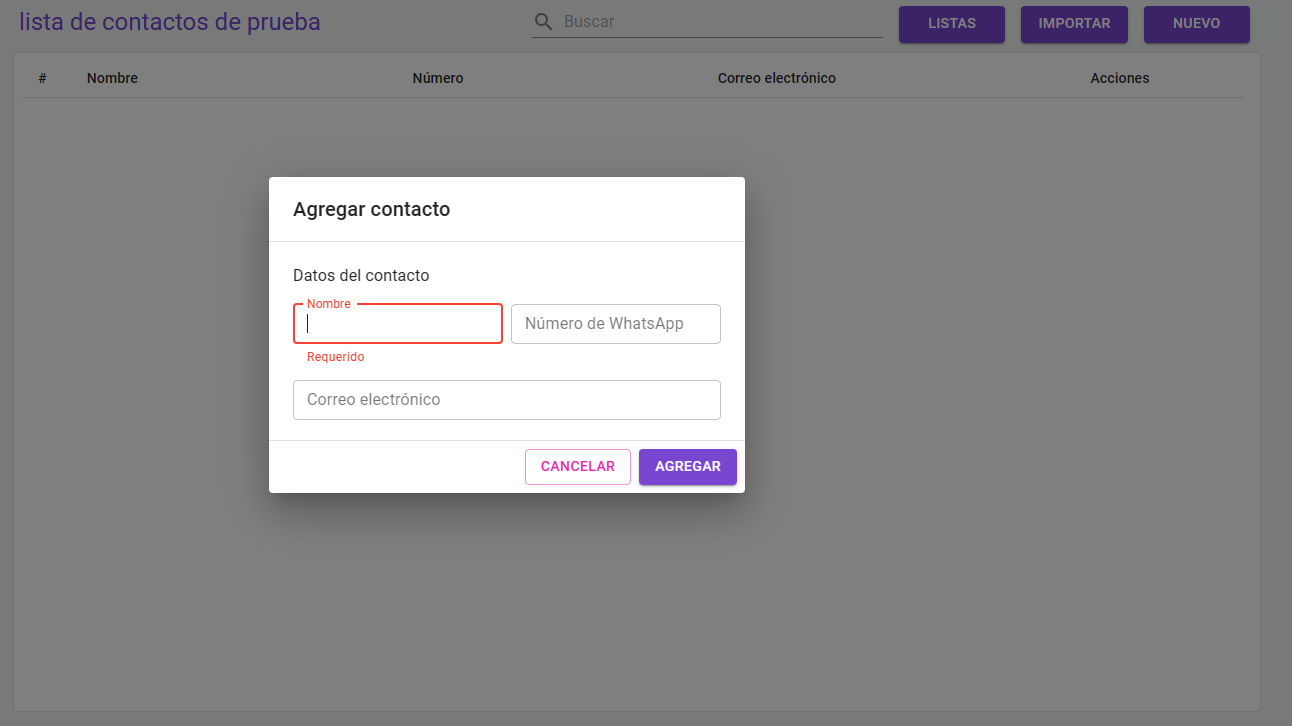 lista de contactos de prueba
Buscar
LISTAS
IMPORTAR
NUEVO
# Nombre Número Correo electrónico Acciones
Agregar contacto
Datos del contacto
Nombre
Número de WhatsApp
Requerido
Correo electrónico
CANCELAR
AGREGAR